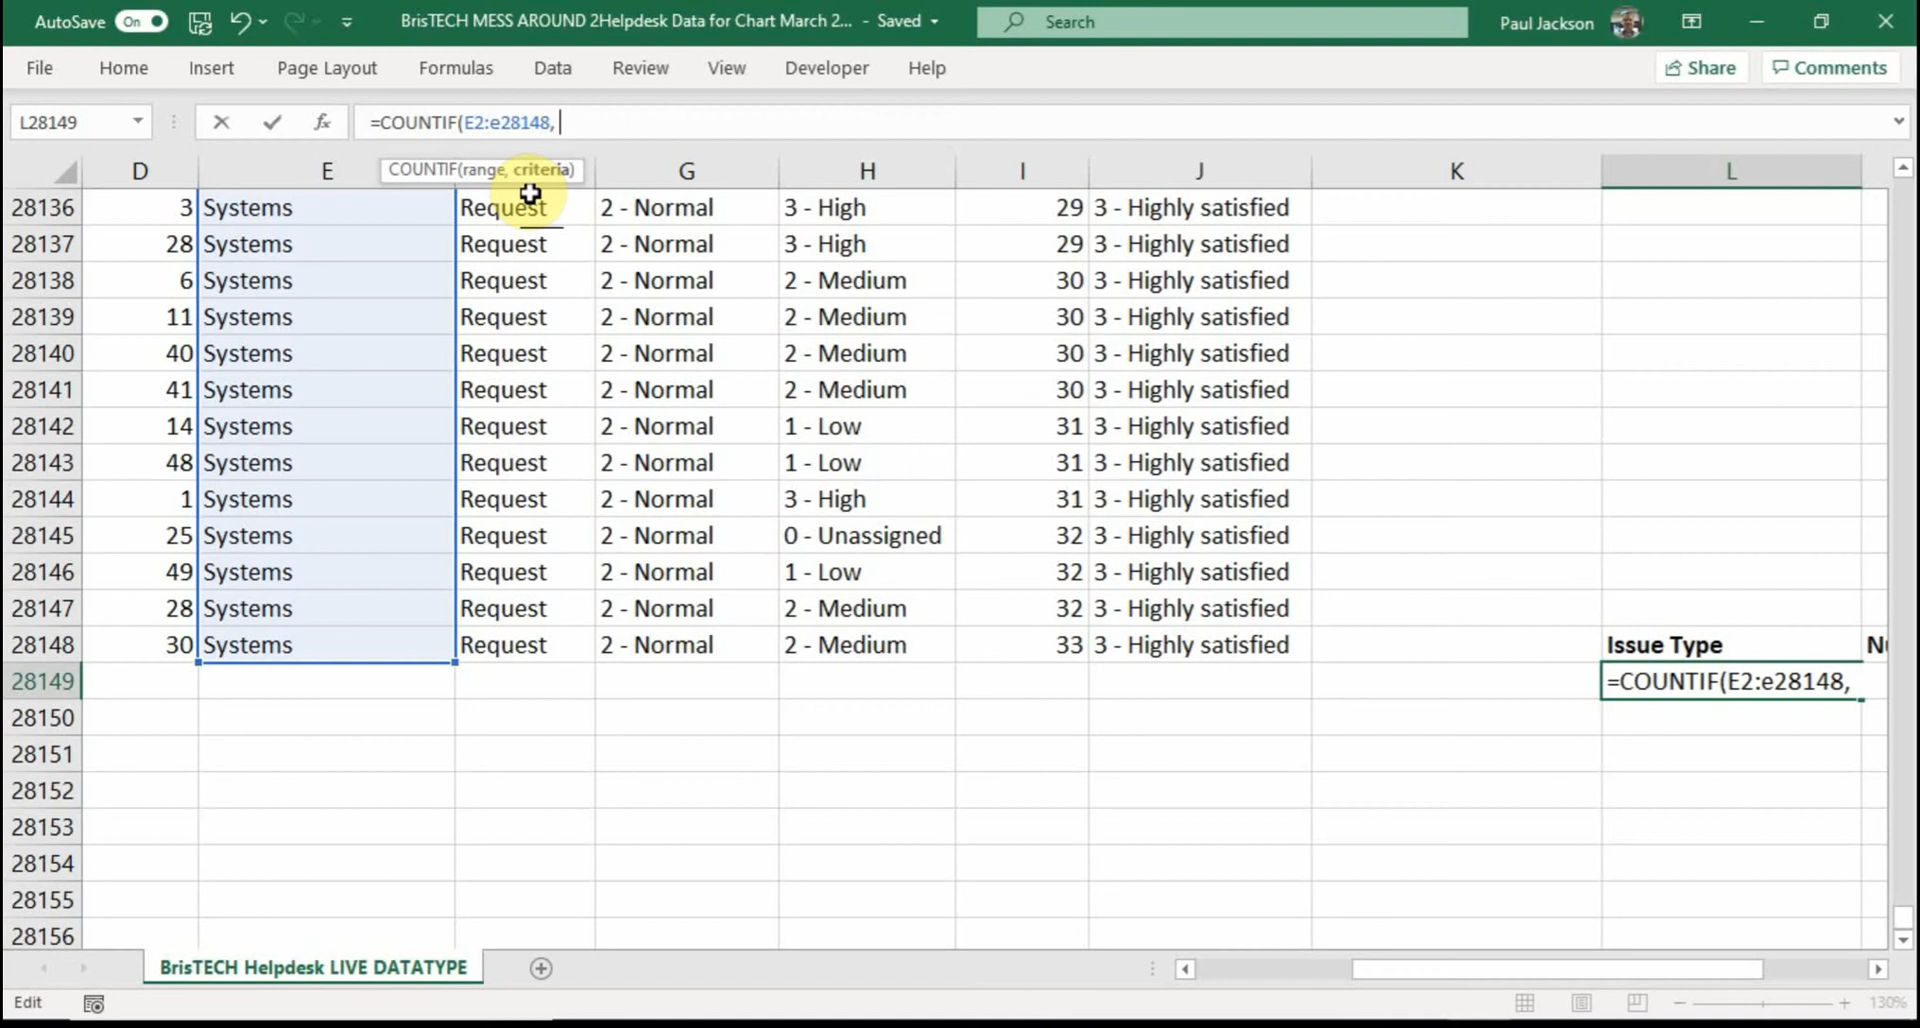 AutoSave On BrisTECH MESS AROUND 2Helpdesk Data for Chart March 2... - Saved Search Paul Jackson
File Home Insert Page Layout Formulas Data Review View Developer Help Share Comments
L28149 fx =COUNTIF(E2:e28148,
COUNTIF(range, criteria)
D E G H I J K L
28136 3 Systems Request 2 - Normal 3 - High 29 3 - Highly satisfied
28137 28 Systems Request 2 - Normal 3 - High 29 3 - Highly satisfied
28138 6 Systems Request 2 - Normal 2 - Medium 30 3 - Highly satisfied
28139 11 Systems Request 2 - Normal 2 - Medium 30 3 - Highly satisfied
28140 40 Systems Request 2 - Normal 2 - Medium 30 3 - Highly satisfied
28141 41 Systems Request 2 - Normal 2 - Medium 30 3 - Highly satisfied
28142 14 Systems Request 2 - Normal 1 - Low 31 3 - Highly satisfied
28143 48 Systems Request 2 - Normal 1 - Low 31 3 - Highly satisfied
28144 1 Systems Request 2 - Normal 3 - High 31 3 - Highly satisfied
28145 25 Systems Request 2 - Normal 0 - Unassigned 32 3 - Highly satisfied
28146 49 Systems Request 2 - Normal 1 - Low 32 3 - Highly satisfied
28147 28 Systems Request 2 - Normal 2 - Medium 32 3 - Highly satisfied
28148 30 Systems Request 2 - Normal 2 - Medium 33 3 - Highly satisfied Issue Type
28149 =COUNTIF(E2:e28148,
28150
28151
28152
28153
28154
28155
28156
BrisTECH Helpdesk LIVE DATATYPE
Edit 130%